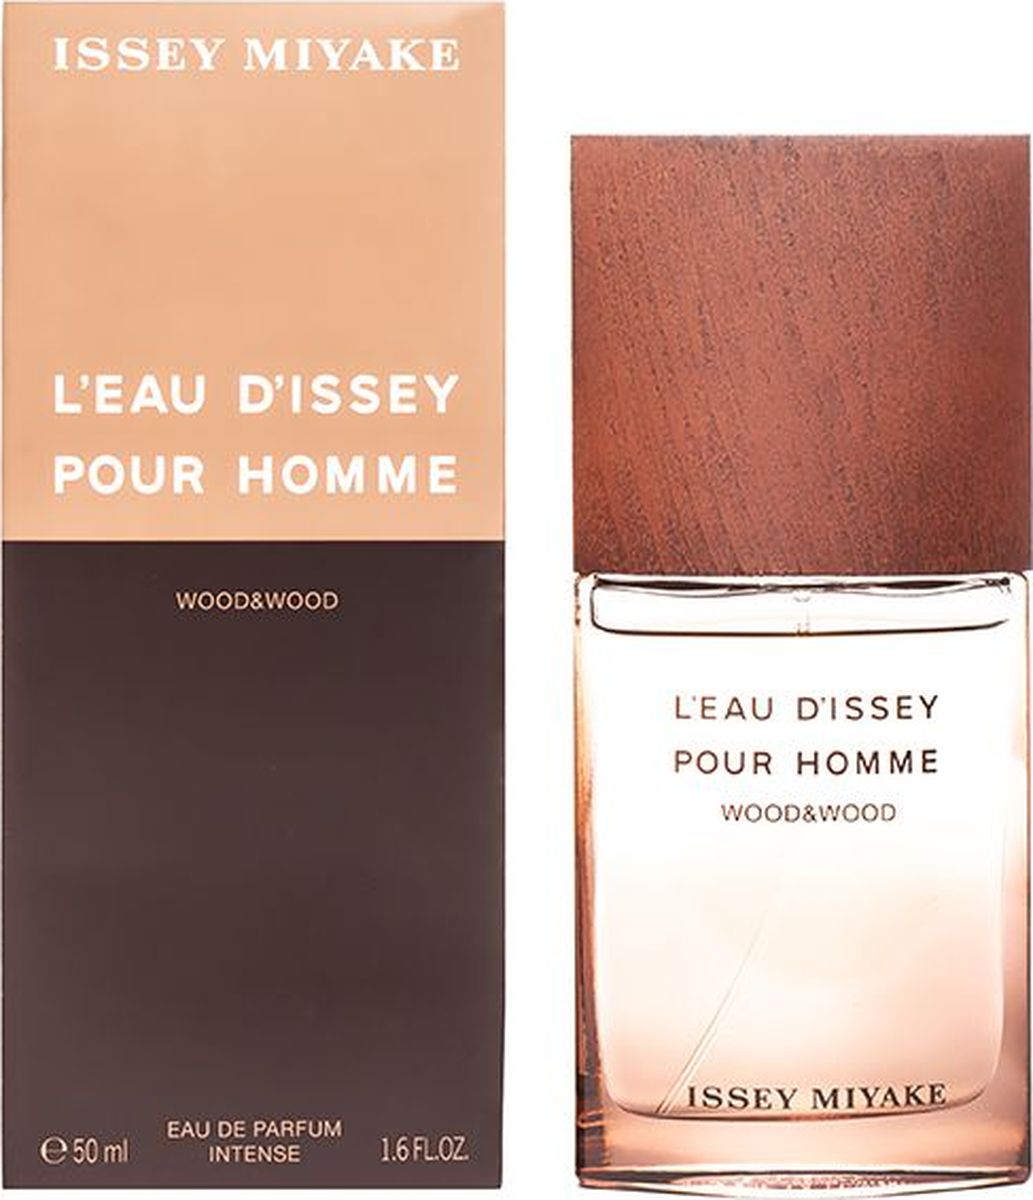 ISSEY MIYAKE
L'EAU D'ISSEY
POUR HOMME
WOOD&WOOD
℮ 50 ml
EAU DE PARFUM
INTENSE
1.6 FL.OZ.
L'EAU D'ISSEY
POUR HOMME
WOOD&WOOD
ISSEY MIYAKE